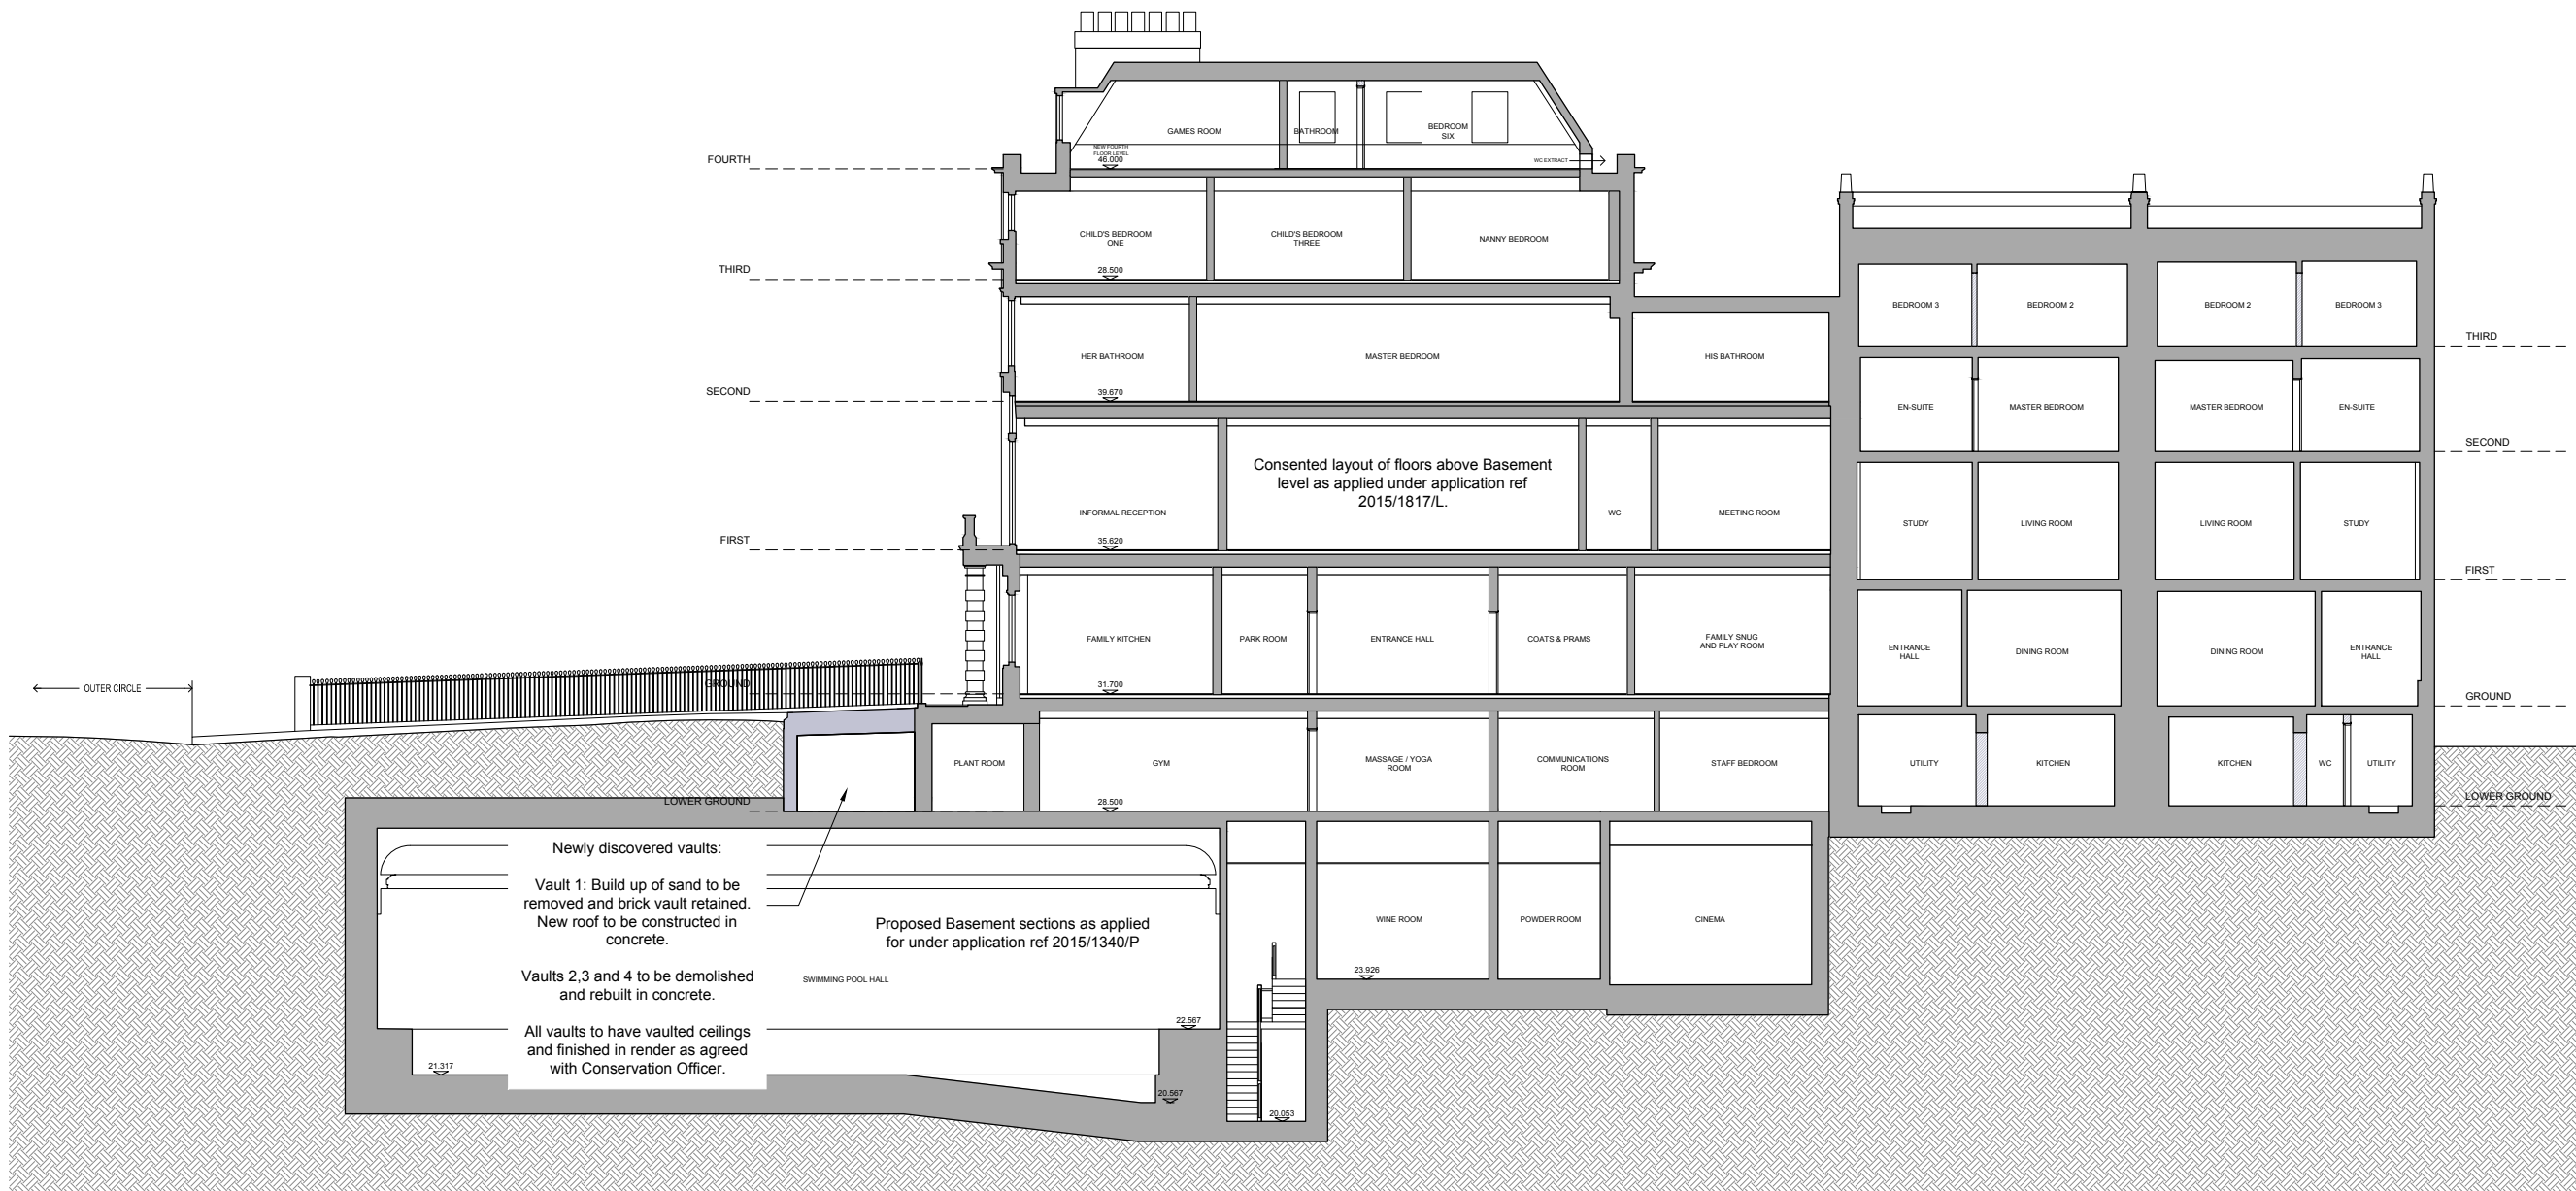 GAMES ROOM
BATHROOM
BEDROOM
SIX
NEW FOURTH
FLOOR LEVEL
46.000
WC EXTRACT
FOURTH
CHILD'S BEDROOM
ONE
CHILD'S BEDROOM
THREE
NANNY BEDROOM
28.500
THIRD
BEDROOM 3
BEDROOM 2
BEDROOM 2
BEDROOM 3
THIRD
HER BATHROOM
MASTER BEDROOM
HIS BATHROOM
39.670
SECOND
EN-SUITE
MASTER BEDROOM
MASTER BEDROOM
EN-SUITE
SECOND
Consented layout of floors above Basement
level as applied under application ref
2015/1817/L.
INFORMAL RECEPTION
WC
MEETING ROOM
35.620
FIRST
STUDY
LIVING ROOM
LIVING ROOM
STUDY
FIRST
FAMILY KITCHEN
PARK ROOM
ENTRANCE HALL
COATS & PRAMS
FAMILY SNUG
AND PLAY ROOM
31.700
GROUND
OUTER CIRCLE
ENTRANCE
HALL
DINING ROOM
DINING ROOM
ENTRANCE
HALL
GROUND
PLANT ROOM
GYM
MASSAGE / YOGA
ROOM
COMMUNICATIONS
ROOM
STAFF BEDROOM
28.500
LOWER GROUND
UTILITY
KITCHEN
KITCHEN
WC
UTILITY
LOWER GROUND
Newly discovered vaults:
Vault 1: Build up of sand to be
removed and brick vault retained.
New roof to be constructed in
concrete.
Vaults 2,3 and 4 to be demolished
and rebuilt in concrete.
All vaults to have vaulted ceilings
and finished in render as agreed
with Conservation Officer.
Proposed Basement sections as applied
for under application ref 2015/1340/P
SWIMMING POOL HALL
WINE ROOM
POWDER ROOM
CINEMA
23.926
22.567
21.317
20.567
20.053